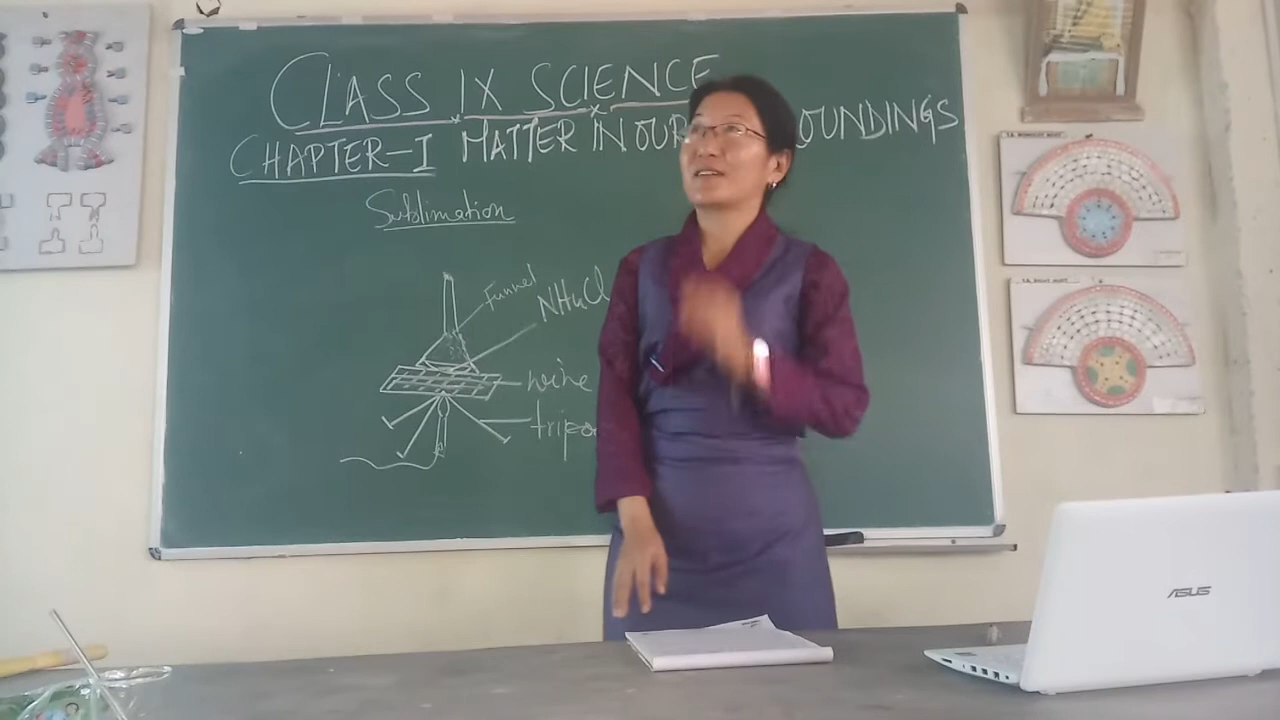 CLASS IX SCIENCE
CHAPTER-I MATTER IN OUR OUNDINGS
Sublimation
Funnel
NH4Cl
wire
tripo
ASUS